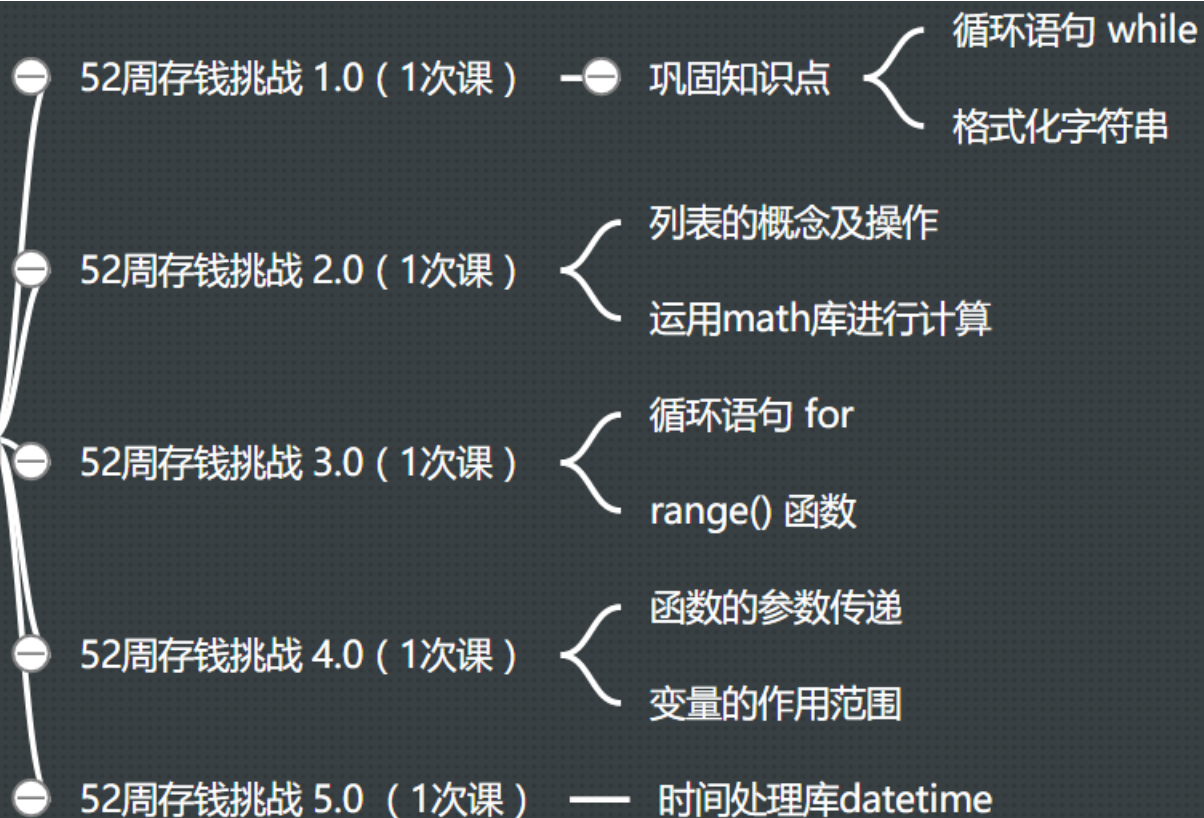 52周存钱挑战 1.0（1次课）
巩固知识点
循环语句 while
格式化字符串
52周存钱挑战 2.0（1次课）
列表的概念及操作
运用math库进行计算
52周存钱挑战 3.0（1次课）
循环语句 for
range() 函数
52周存钱挑战 4.0（1次课）
函数的参数传递
变量的作用范围
52周存钱挑战 5.0 （1次课）
时间处理库datetime